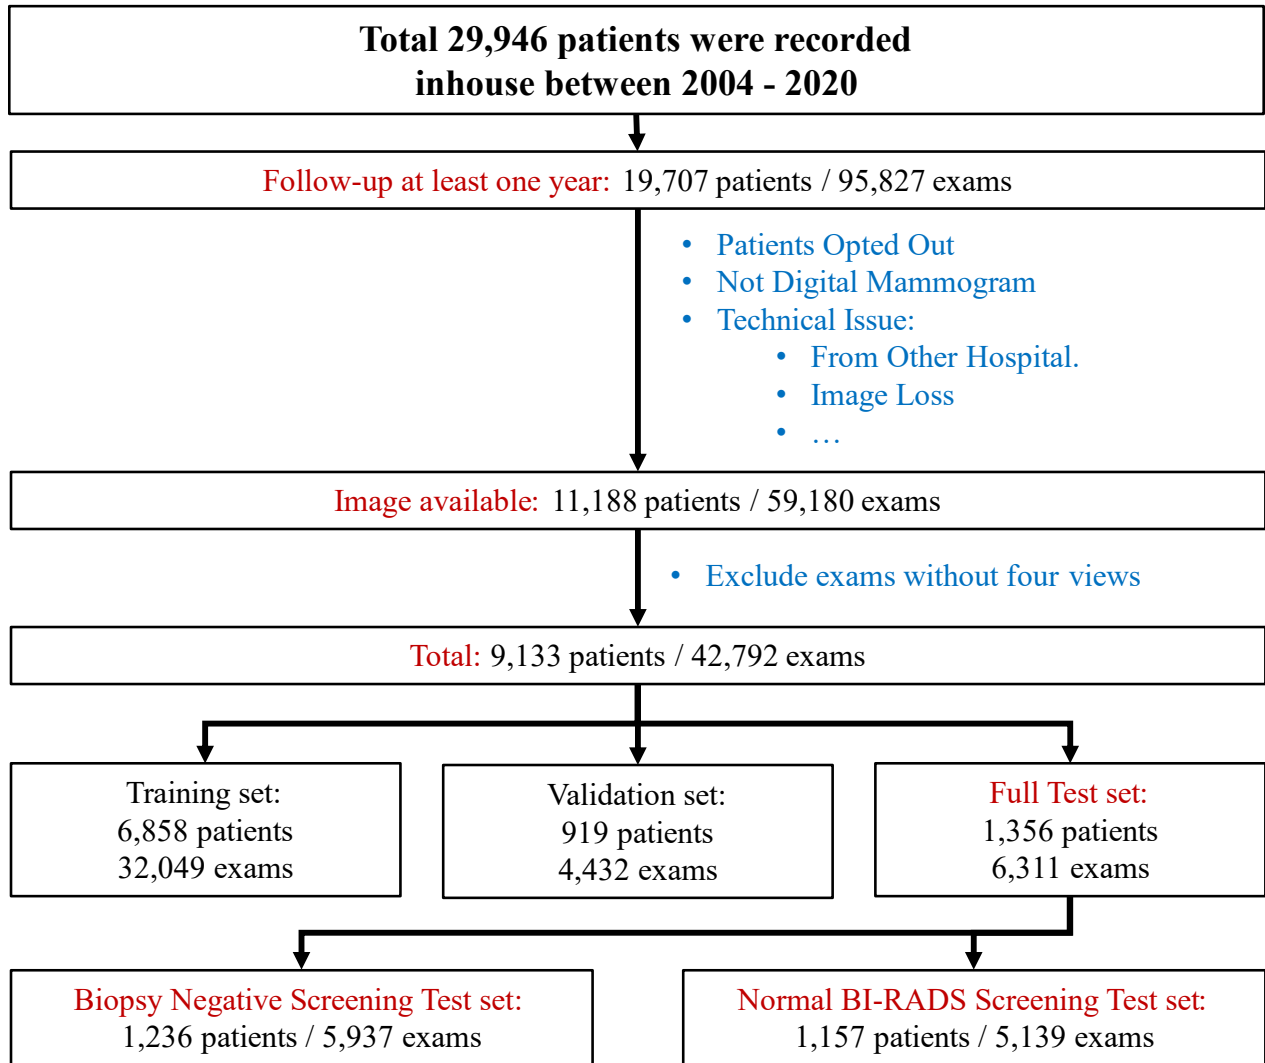 Total 29,946 patients were recorded
inhouse between 2004 - 2020
Follow-up at least one year: 19,707 patients / 95,827 exams
• Patients Opted Out
• Not Digital Mammogram
• Technical Issue:
• From Other Hospital.
• Image Loss
• …
Image available: 11,188 patients / 59,180 exams
• Exclude exams without four views
Total: 9,133 patients / 42,792 exams
Training set:
6,858 patients
32,049 exams
Validation set:
919 patients
4,432 exams
Full Test set:
1,356 patients
6,311 exams
Biopsy Negative Screening Test set:
1,236 patients / 5,937 exams
Normal BI-RADS Screening Test set:
1,157 patients / 5,139 exams